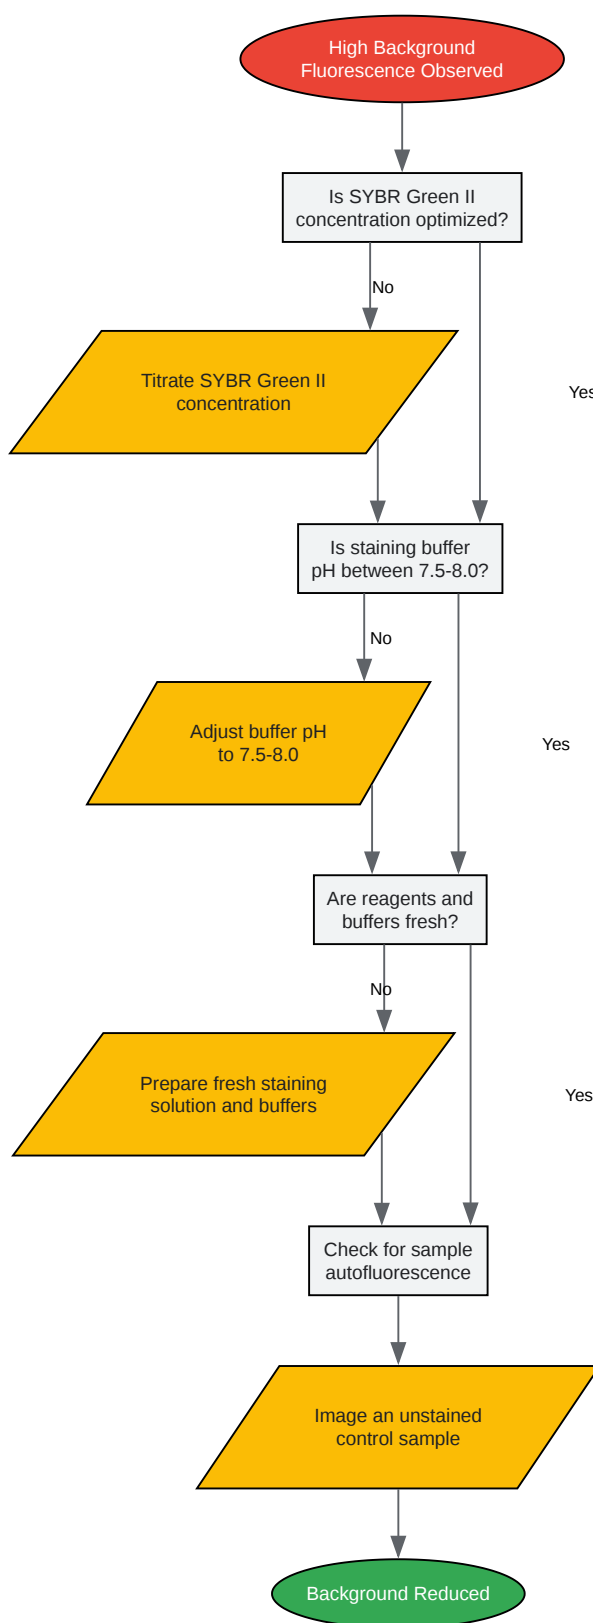 High Background
Fluorescence Observed
Is SYBR Green II
concentration optimized?
No
Titrate SYBR Green II
concentration
Yes
Is staining buffer
pH between 7.5-8.0?
No
Adjust buffer pH
to 7.5-8.0
Yes
Are reagents and
buffers fresh?
No
Prepare fresh staining
solution and buffers
Yes
Check for sample
autofluorescence
Image an unstained
control sample
Background Reduced